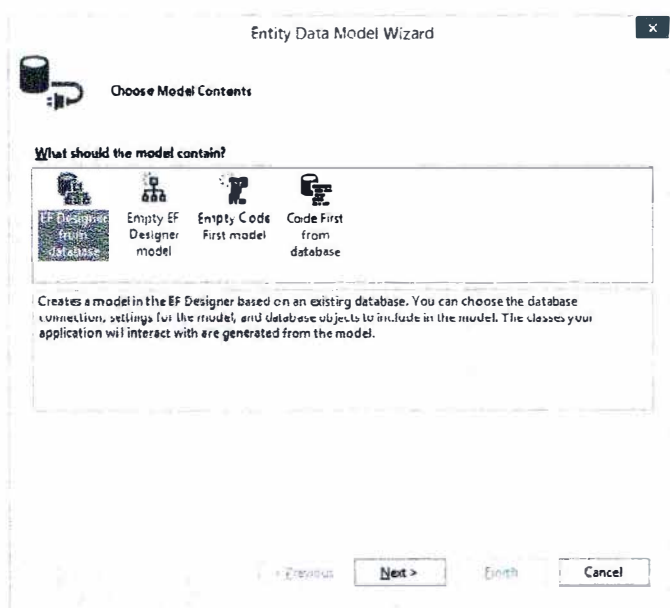 Entity Data Model Wizard
Choose Model Contents
What should the model contain?
EF Designer
from
database
Empty EF
Designer
model
Empty Code
First model
Code First
from
database
Creates a model in the EF Designer based on an existing database. You can choose the database
connection, settings for the model, and database objects to include in the model. The classes your
application will interact with are generated from the model.
< Previous
Next >
Finish
Cancel